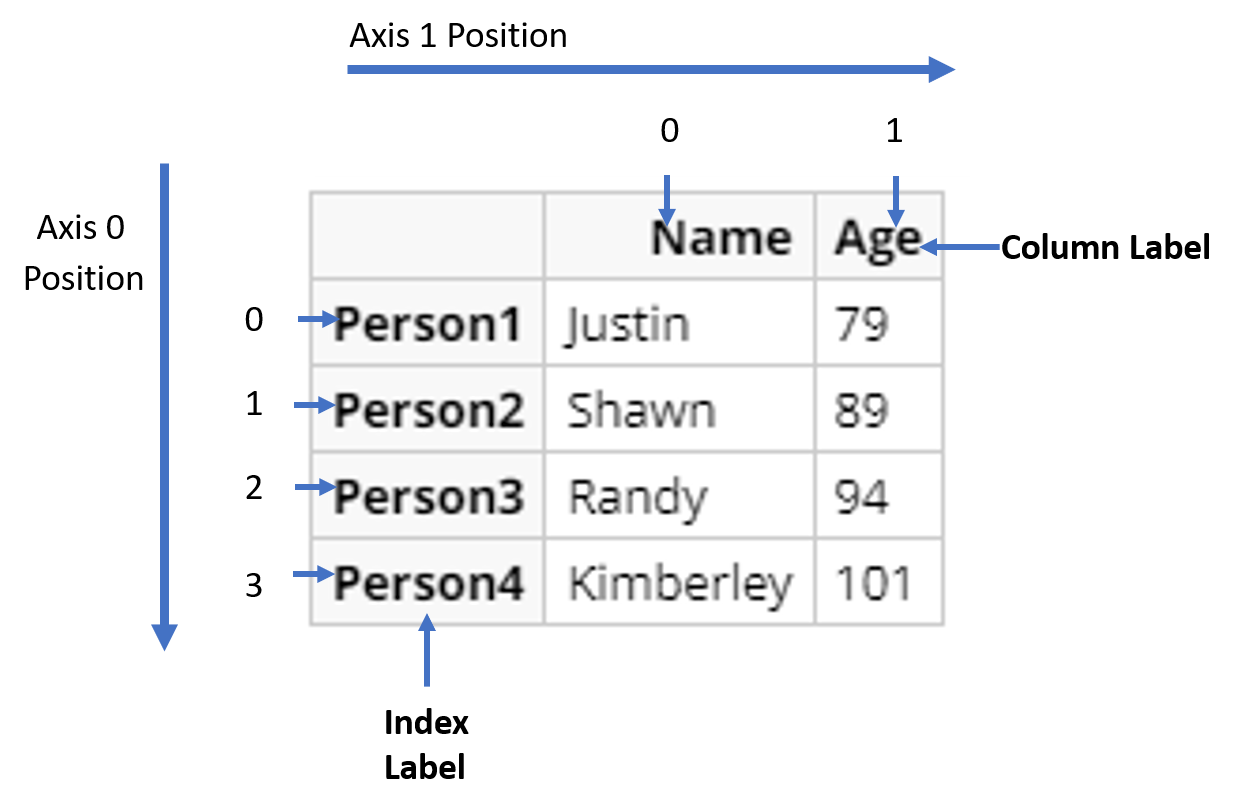 Axis 1 Position
0 1
Axis 0
Position
Name Age
Column Label
0 Person1 Justin 79
1 Person2 Shawn 89
2 Person3 Randy 94
3 Person4 Kimberley 101
Index
Label